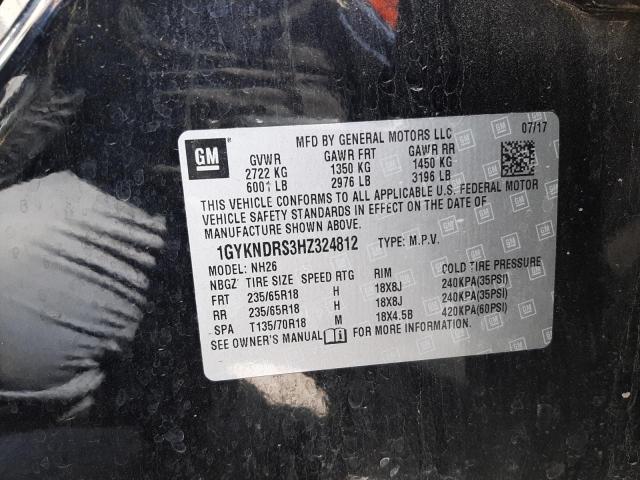 GM
MFD BY GENERAL MOTORS LLC 07/17
GVWR GAWR FRT GAWR RR
2722 KG 1350 KG 1450 KG
6001 LB 2976 LB 3196 LB
THIS VEHICLE CONFORMS TO ALL APPLICABLE U.S. FEDERAL MOTOR
VEHICLE SAFETY STANDARDS IN EFFECT ON THE DATE OF
MANUFACTURE SHOWN ABOVE.
1GYKNDRS3HZ324812 TYPE: M.P.V.
MODEL: NH26
NBGZ TIRE SIZE SPEED RTG RIM COLD TIRE PRESSURE
FRT 235/65R18 H 18X8J 240KPA(35PSI)
RR 235/65R18 H 18X8J 240KPA(35PSI)
SPA T135/70R18 M 18X4.5B 420KPA(60PSI)
SEE OWNER'S MANUAL FOR MORE INFORMATION.